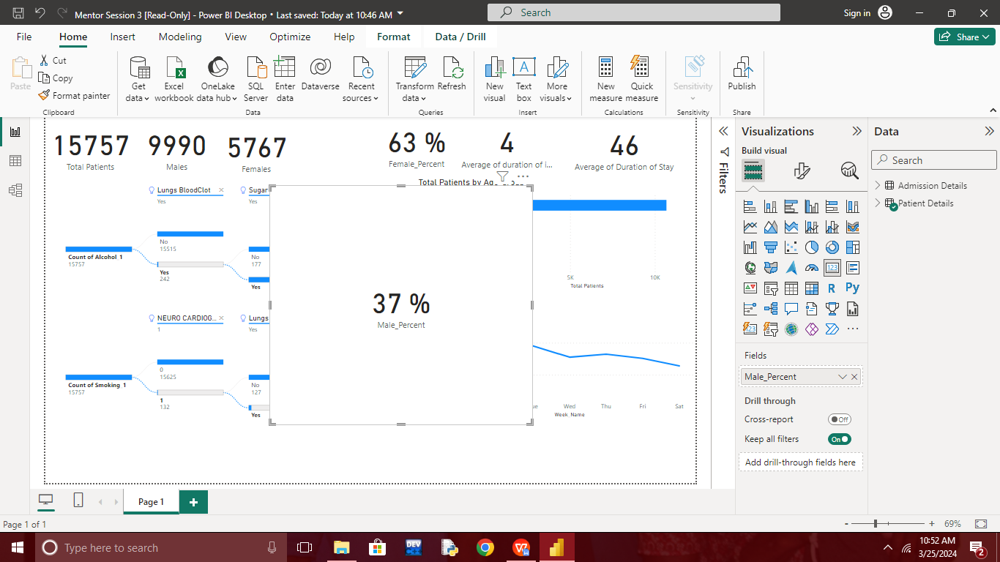 Mentor Session 3 [Read-Only] - Power BI Desktop • Last saved: Today at 10:46 AM
Search
Sign in
File Home Insert Modeling View Optimize Help Format Data / Drill
Share
Paste
Cut
Copy
Format painter
Clipboard
Get data
Excel workbook
OneLake data hub
SQL Server
Enter data
Dataverse
Recent sources
Data
Transform data
Refresh
Queries
New visual
Text box
More visuals
Insert
New measure
Quick measure
Calculations
Sensitivity
Sensitivity
Publish
Share
15757
Total Patients
9990
Males
5767
Females
63 %
Female_Percent
4
Average of duration of i...
46
Average of Duration of Stay
Lungs BloodClot
Yes
Sugar
Yes
Count of Alcohol 1
15757
No
15515
Yes
242
No
177
Yes
NEURO CARDIOG...
1
Lungs
Yes
Count of Smoking 1
15757
0
15625
1
132
No
127
Yes
37 %
Male_Percent
5K 10K
Total Patients
Wed Thu Fri Sat
Week_Name
Filters
Visualizations
Build visual
R
Py
123
Fields
Male_Percent
Drill through
Cross-report
Off
Keep all filters
On
Add drill-through fields here
Data
Search
Admission Details
Patient Details
Page 1
Page 1 of 1
69%
Type here to search
DEV
10:52 AM
3/25/2024
2